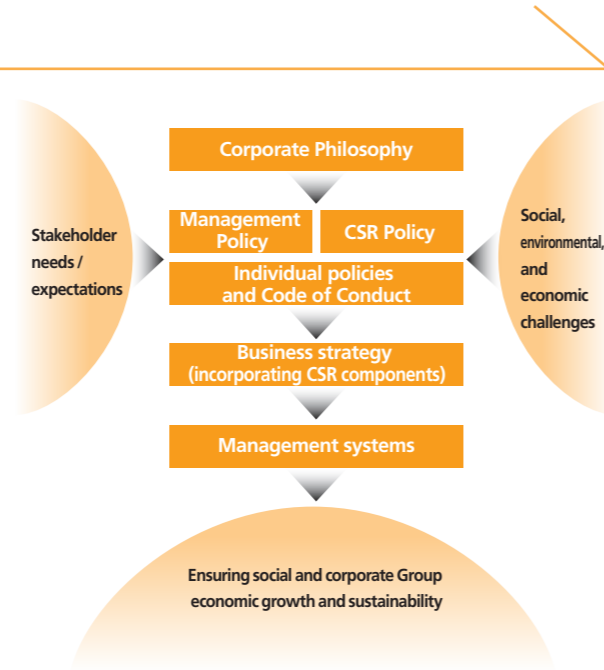 Corporate Philosophy
Stakeholder
needs /
expectations
Management
Policy
CSR Policy
Individual policies
and Code of Conduct
Social,
environmental,
and
economic
challenges
Business strategy
(incorporating CSR components)
Management systems
Ensuring social and corporate Group
economic growth and sustainability